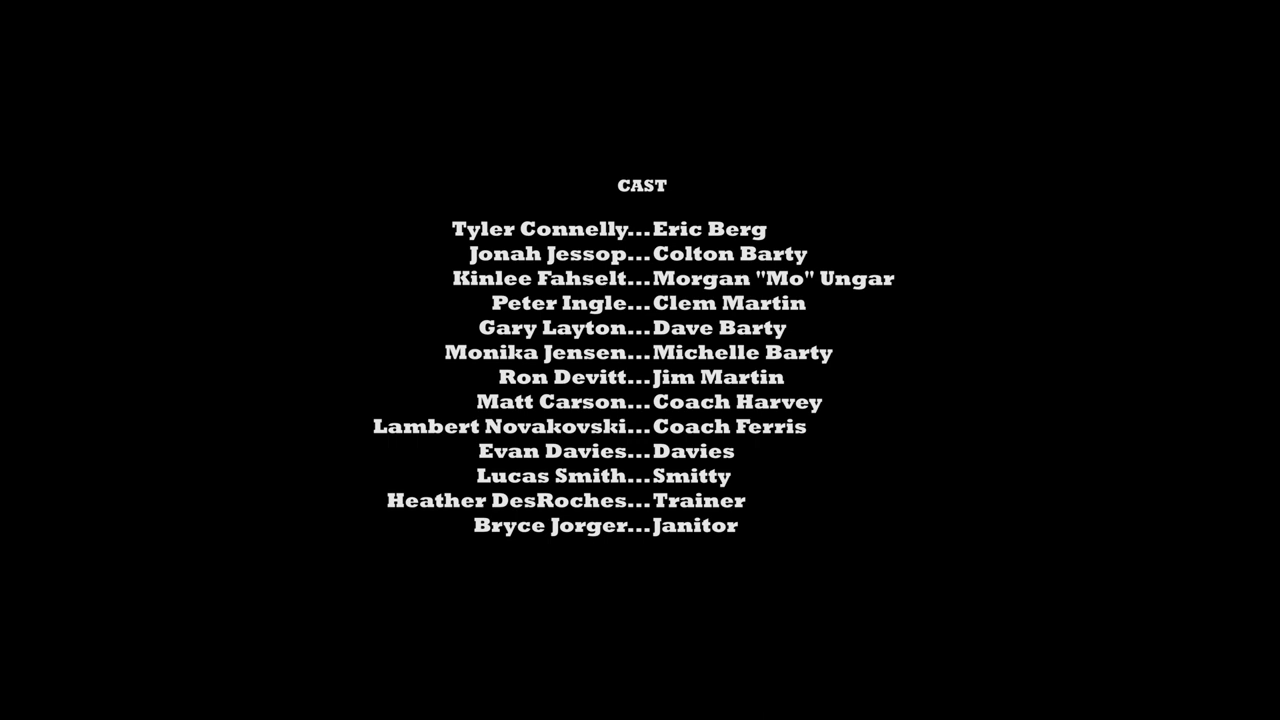 CAST
Tyler Connelly...Eric Berg
Jonah Jessop...Colton Barty
Kinlee Fahselt...Morgan "Mo" Ungar
Peter Ingle...Clem Martin
Gary Layton...Dave Barty
Monika Jensen...Michelle Barty
Ron Devitt...Jim Martin
Matt Carson...Coach Harvey
Lambert Novakovski...Coach Ferris
Evan Davies...Davies
Lucas Smith...Smitty
Heather DesRoches...Trainer
Bryce Jorger...Janitor